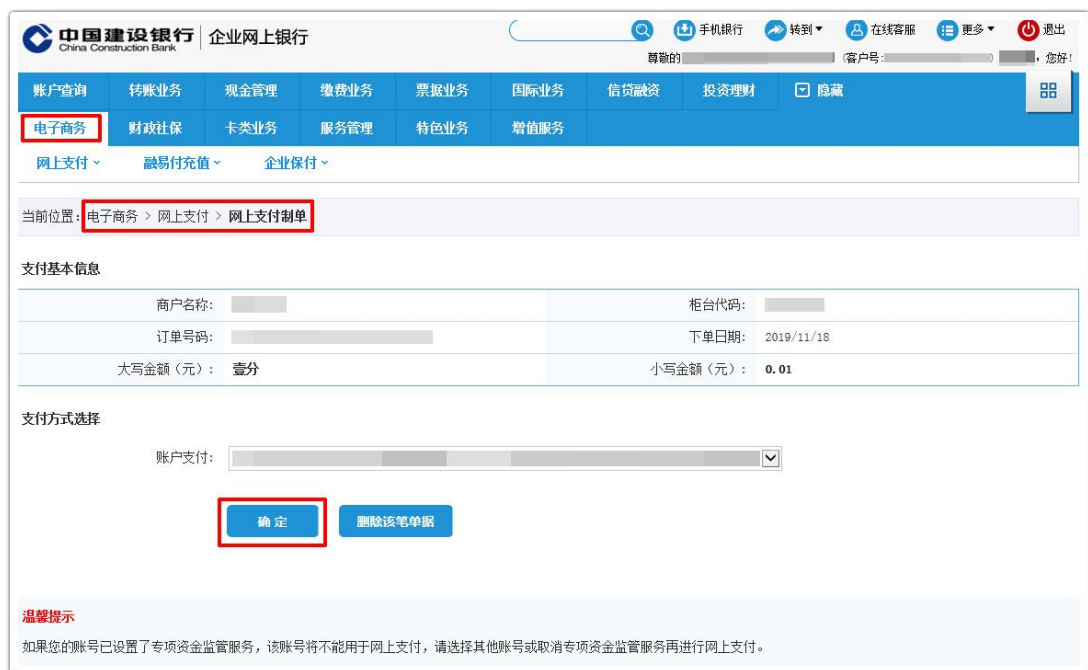 中国建设银行 企业网上银行 手机银行 转到 在线客服 更多 退出
China Construction Bank
尊敬的 (客户号: ) ,您好!
账户查询 转账业务 现金管理 缴费业务 票据业务 国际业务 信贷融资 投资理财 隐藏
电子商务 财政社保 卡类业务 服务管理 特色业务 增值服务
网上支付 融易付充值 企业保付
当前位置: 电子商务 > 网上支付 > 网上支付制单
支付基本信息
商户名称: 柜台代码:
订单号码: 下单日期: 2019/11/18
大写金额(元): 壹分 小写金额(元): 0.01
支付方式选择
账户支付:
确定 删除该笔单据
温馨提示
如果您的账号已设置了专项资金监管服务,该账号将不能用于网上支付,请选择其他账号或取消专项资金监管服务再进行网上支付。